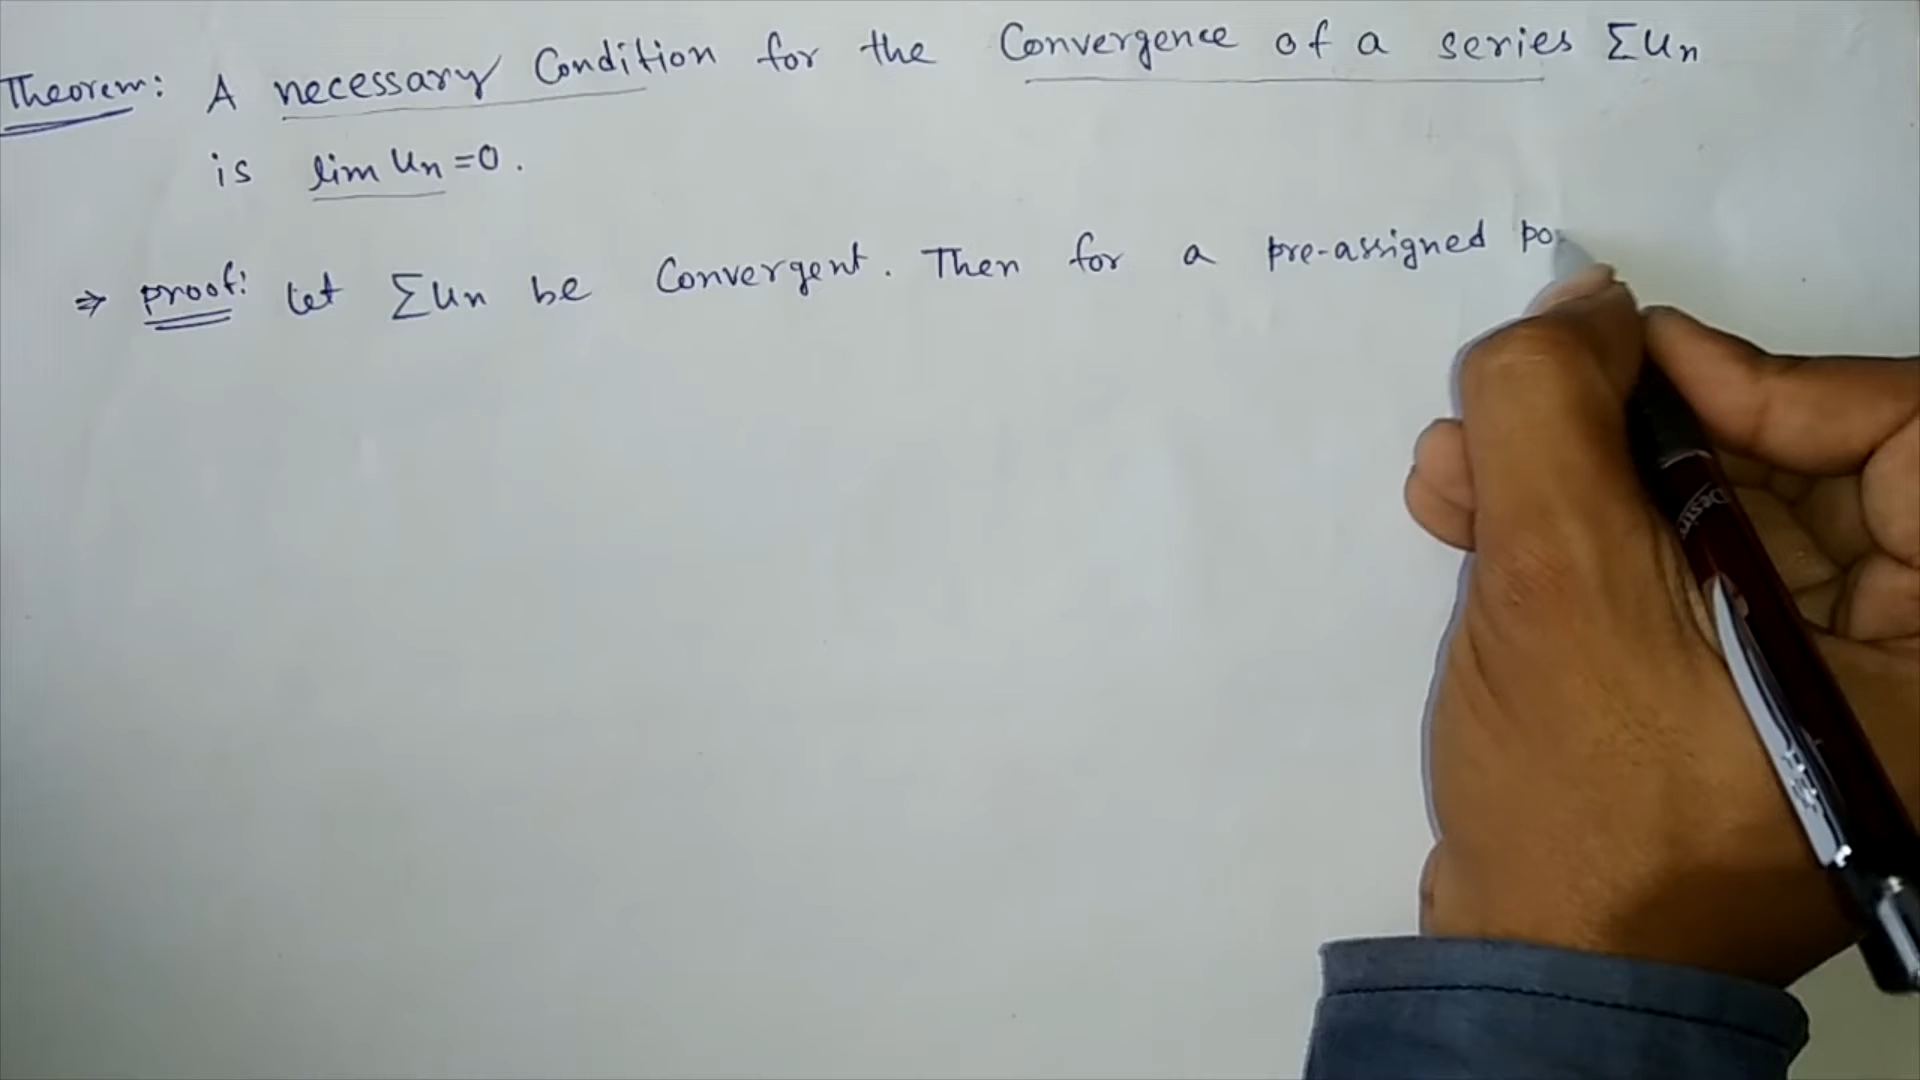 Theorem: A necessary Condition for the Convergence of a series Σun
is lim un =0.
⇒ proof: Let Σun be Convergent. Then for a pre-assigned po